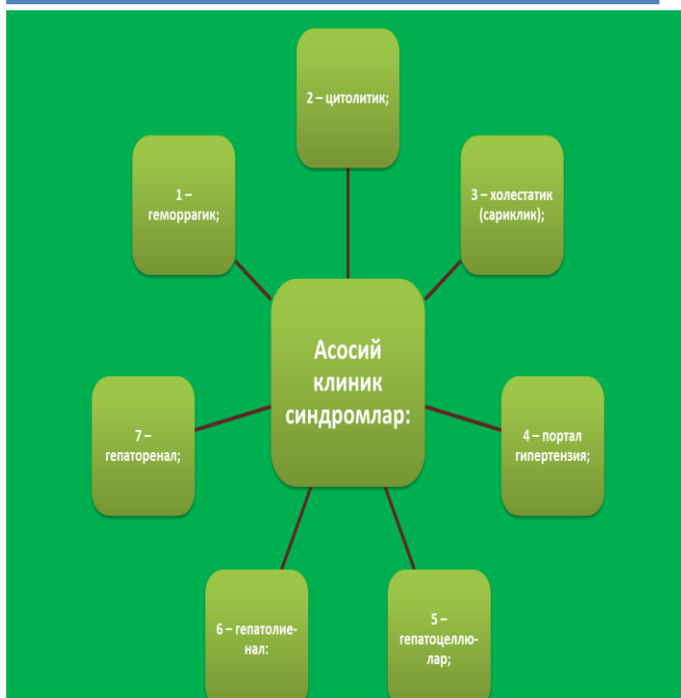 2 – цитолитик;
1 –
геморрагик;
3 – холестатик
(сариклик);
Асосий
клиник
синдромлар:
7 –
гепаторенал;
4 – портал
гипертензия;
6 – гепатолие-
нал:
5 –
гепатоцеллю-
лар;